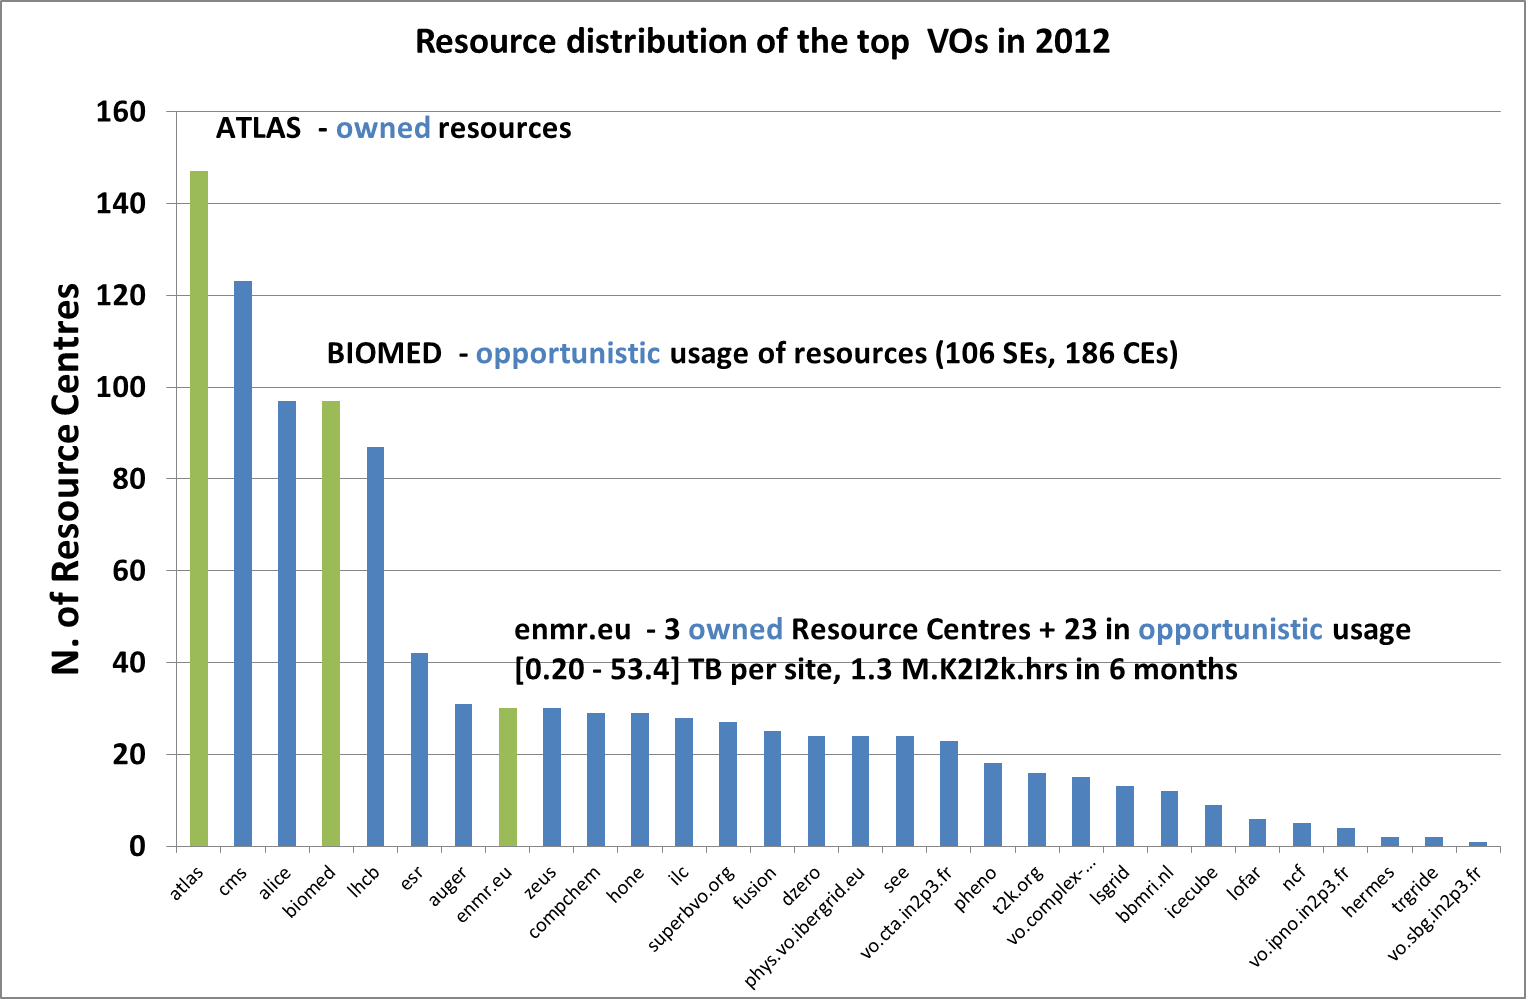 Resource distribution of the top VOs in 2012
160
140
120
100
80
60
40
20
0
N. of Resource Centres
ATLAS - owned resources
BIOMED - opportunistic usage of resources (106 SEs, 186 CEs)
enmr.eu - 3 owned Resource Centres + 23 in opportunistic usage
[0.20 - 53.4] TB per site, 1.3 M.K2I2k.hrs in 6 months
atlas
cms
alice
biomed
lhcb
esr
auger
enmr.eu
zeus
compchem
hone
ilc
superbvo.org
fusion
dzero
phys.vo.ibergrid.eu
see
vo.cta.in2p3.fr
pheno
t2k.org
vo.complex-...
lsgrid
bbmri.nl
icecube
lofar
ncf
vo.ipno.in2p3.fr
hermes
trgride
vo.sbg.in2p3.fr